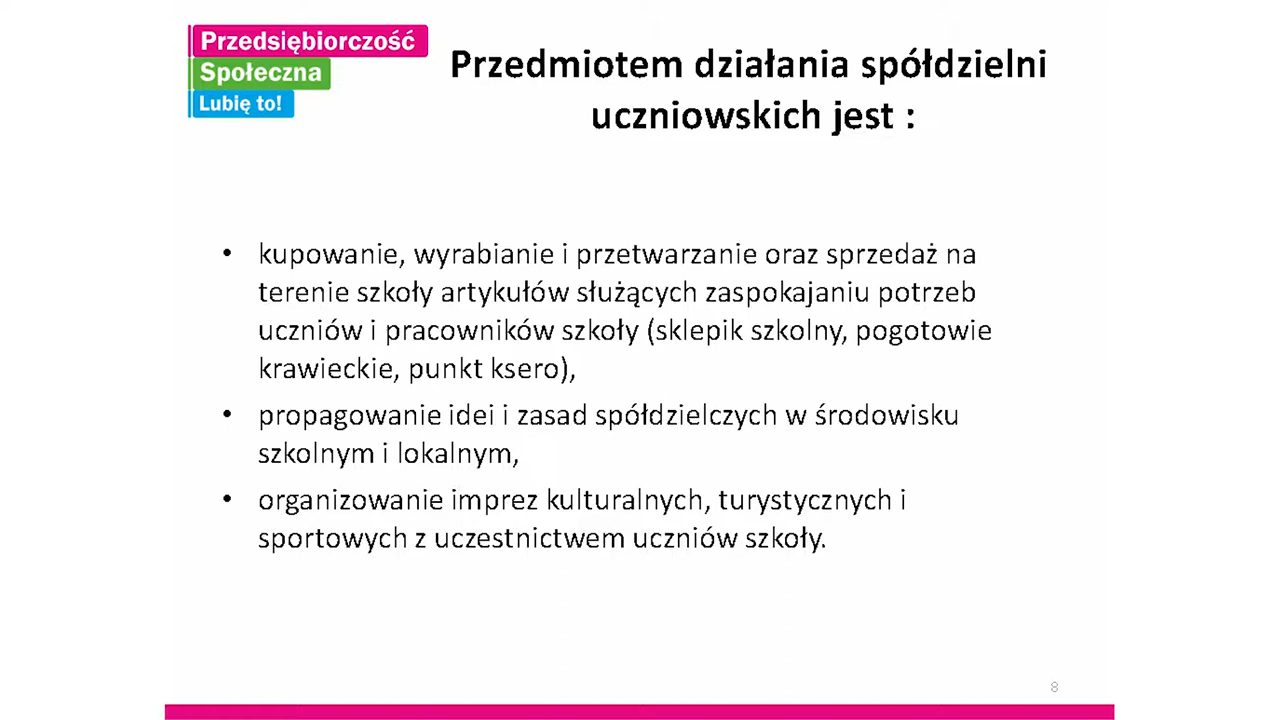 Przedsiębiorczość
Społeczna
Lubię to!
Przedmiotem działania spółdzielni
uczniowskich jest :
• kupowanie, wyrabianie i przetwarzanie oraz sprzedaż na
terenie szkoły artykułów służących zaspokajaniu potrzeb
uczniów i pracowników szkoły (sklepik szkolny, pogotowie
krawieckie, punkt ksero),
• propagowanie idei i zasad spółdzielczych w środowisku
szkolnym i lokalnym,
• organizowanie imprez kulturalnych, turystycznych i
sportowych z uczestnictwem uczniów szkoły.
8